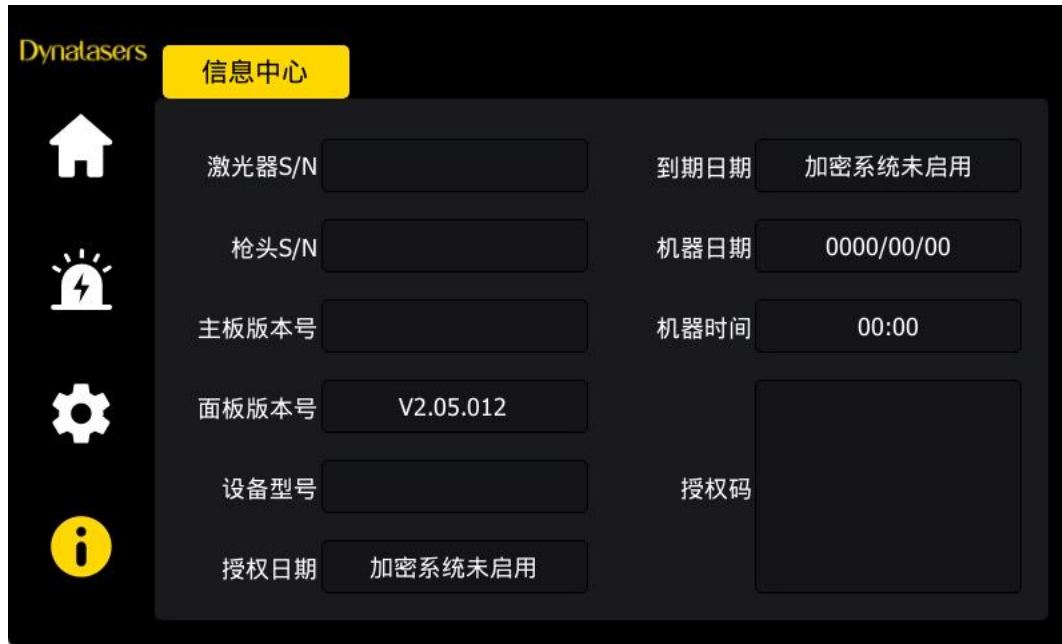 Dynalasers
信息中心
激光器S/N
到期日期 加密系统未启用
枪头S/N
机器日期 0000/00/00
主板版本号
机器时间 00:00
面板版本号 V2.05.012
设备型号
授权码
授权日期 加密系统未启用